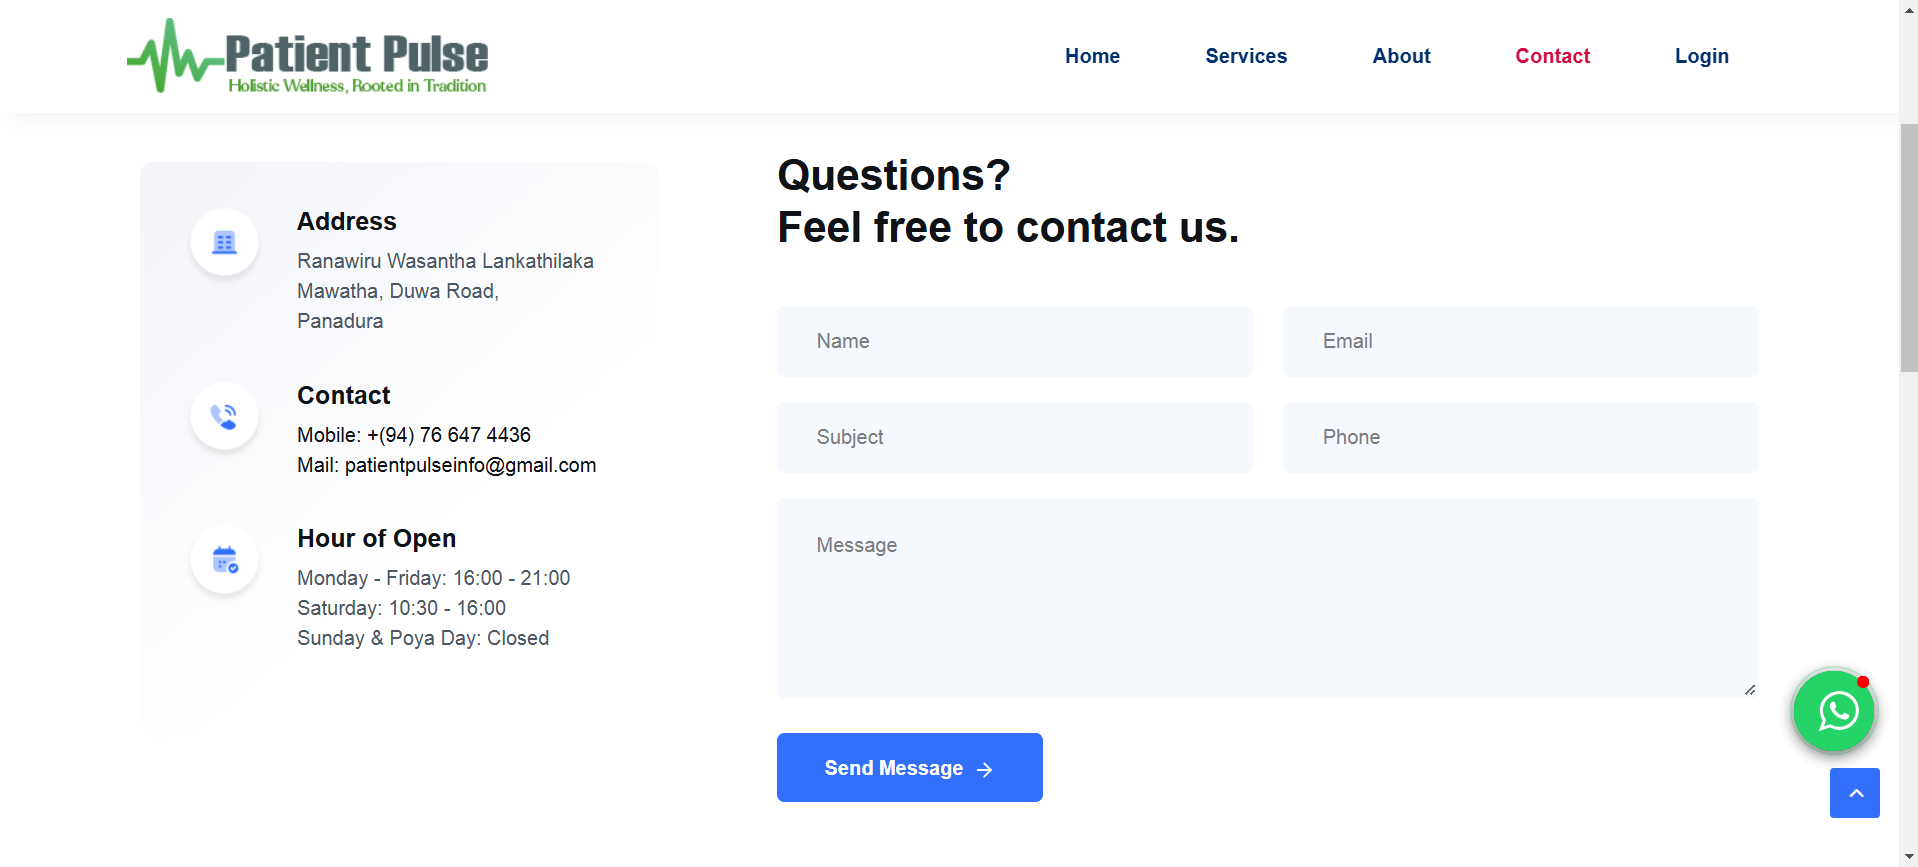 Patient Pulse
Holistic Wellness, Rooted in Tradition
Home
Services
About
Contact
Login
Address
Ranawiru Wasantha Lankathilaka
Mawatha, Duwa Road,
Panadura
Contact
Mobile: +(94) 76 647 4436
Mail: patientpulseinfo@gmail.com
Hour of Open
Monday - Friday: 16:00 - 21:00
Saturday: 10:30 - 16:00
Sunday & Poya Day: Closed
Questions?
Feel free to contact us.
Name
Email
Subject
Phone
Message
Send Message